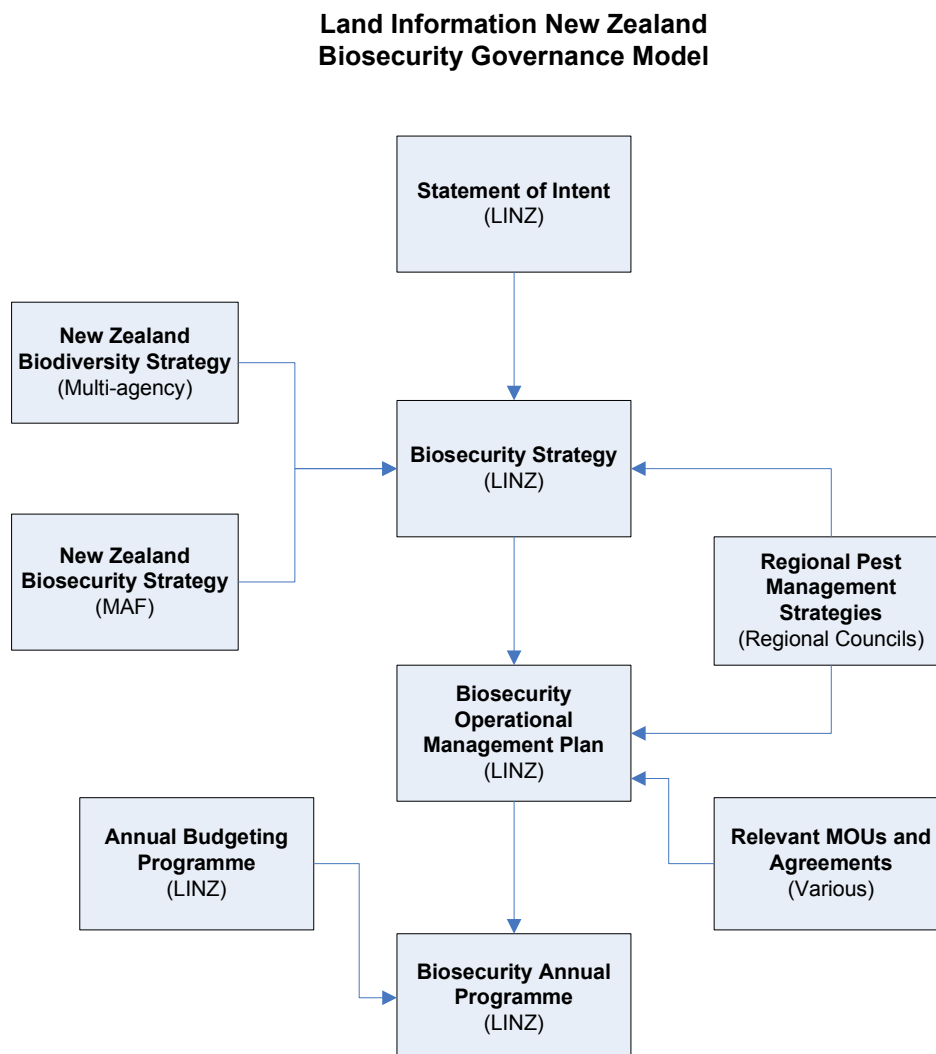 Land Information New Zealand
Biosecurity Governance Model
Statement of Intent
(LINZ)
New Zealand
Biodiversity Strategy
(Multi-agency)
Biosecurity Strategy
(LINZ)
New Zealand
Biosecurity Strategy
(MAF)
Regional Pest
Management
Strategies
(Regional Councils)
Biosecurity
Operational
Management Plan
(LINZ)
Annual Budgeting
Programme
(LINZ)
Relevant MOUs and
Agreements
(Various)
Biosecurity Annual
Programme
(LINZ)